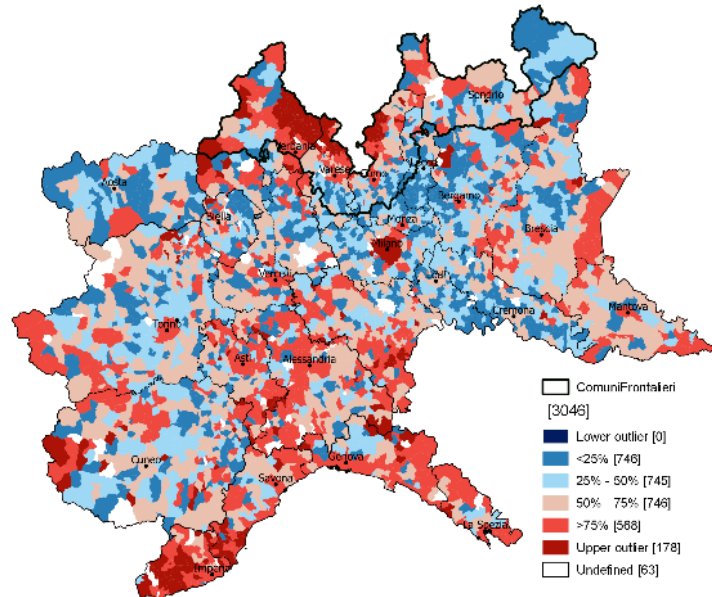 Sondrio
Verbania
Aosta
Varese
Como
Lecco
Bergamo
Biella
Monza
Brescia
Milano
Vercelli
Lodi
Mantova
Cremona
Torino
Asti
Alessandria
Cuneo
Genova
Savona
La Spezia
Imperia
ComuniFrontalieri
[3046]
Lower outlier [0]
<25% [746]
25% - 50% [745]
50% - 75% [746]
>75% [568]
Upper outlier [178]
Undefined [63]